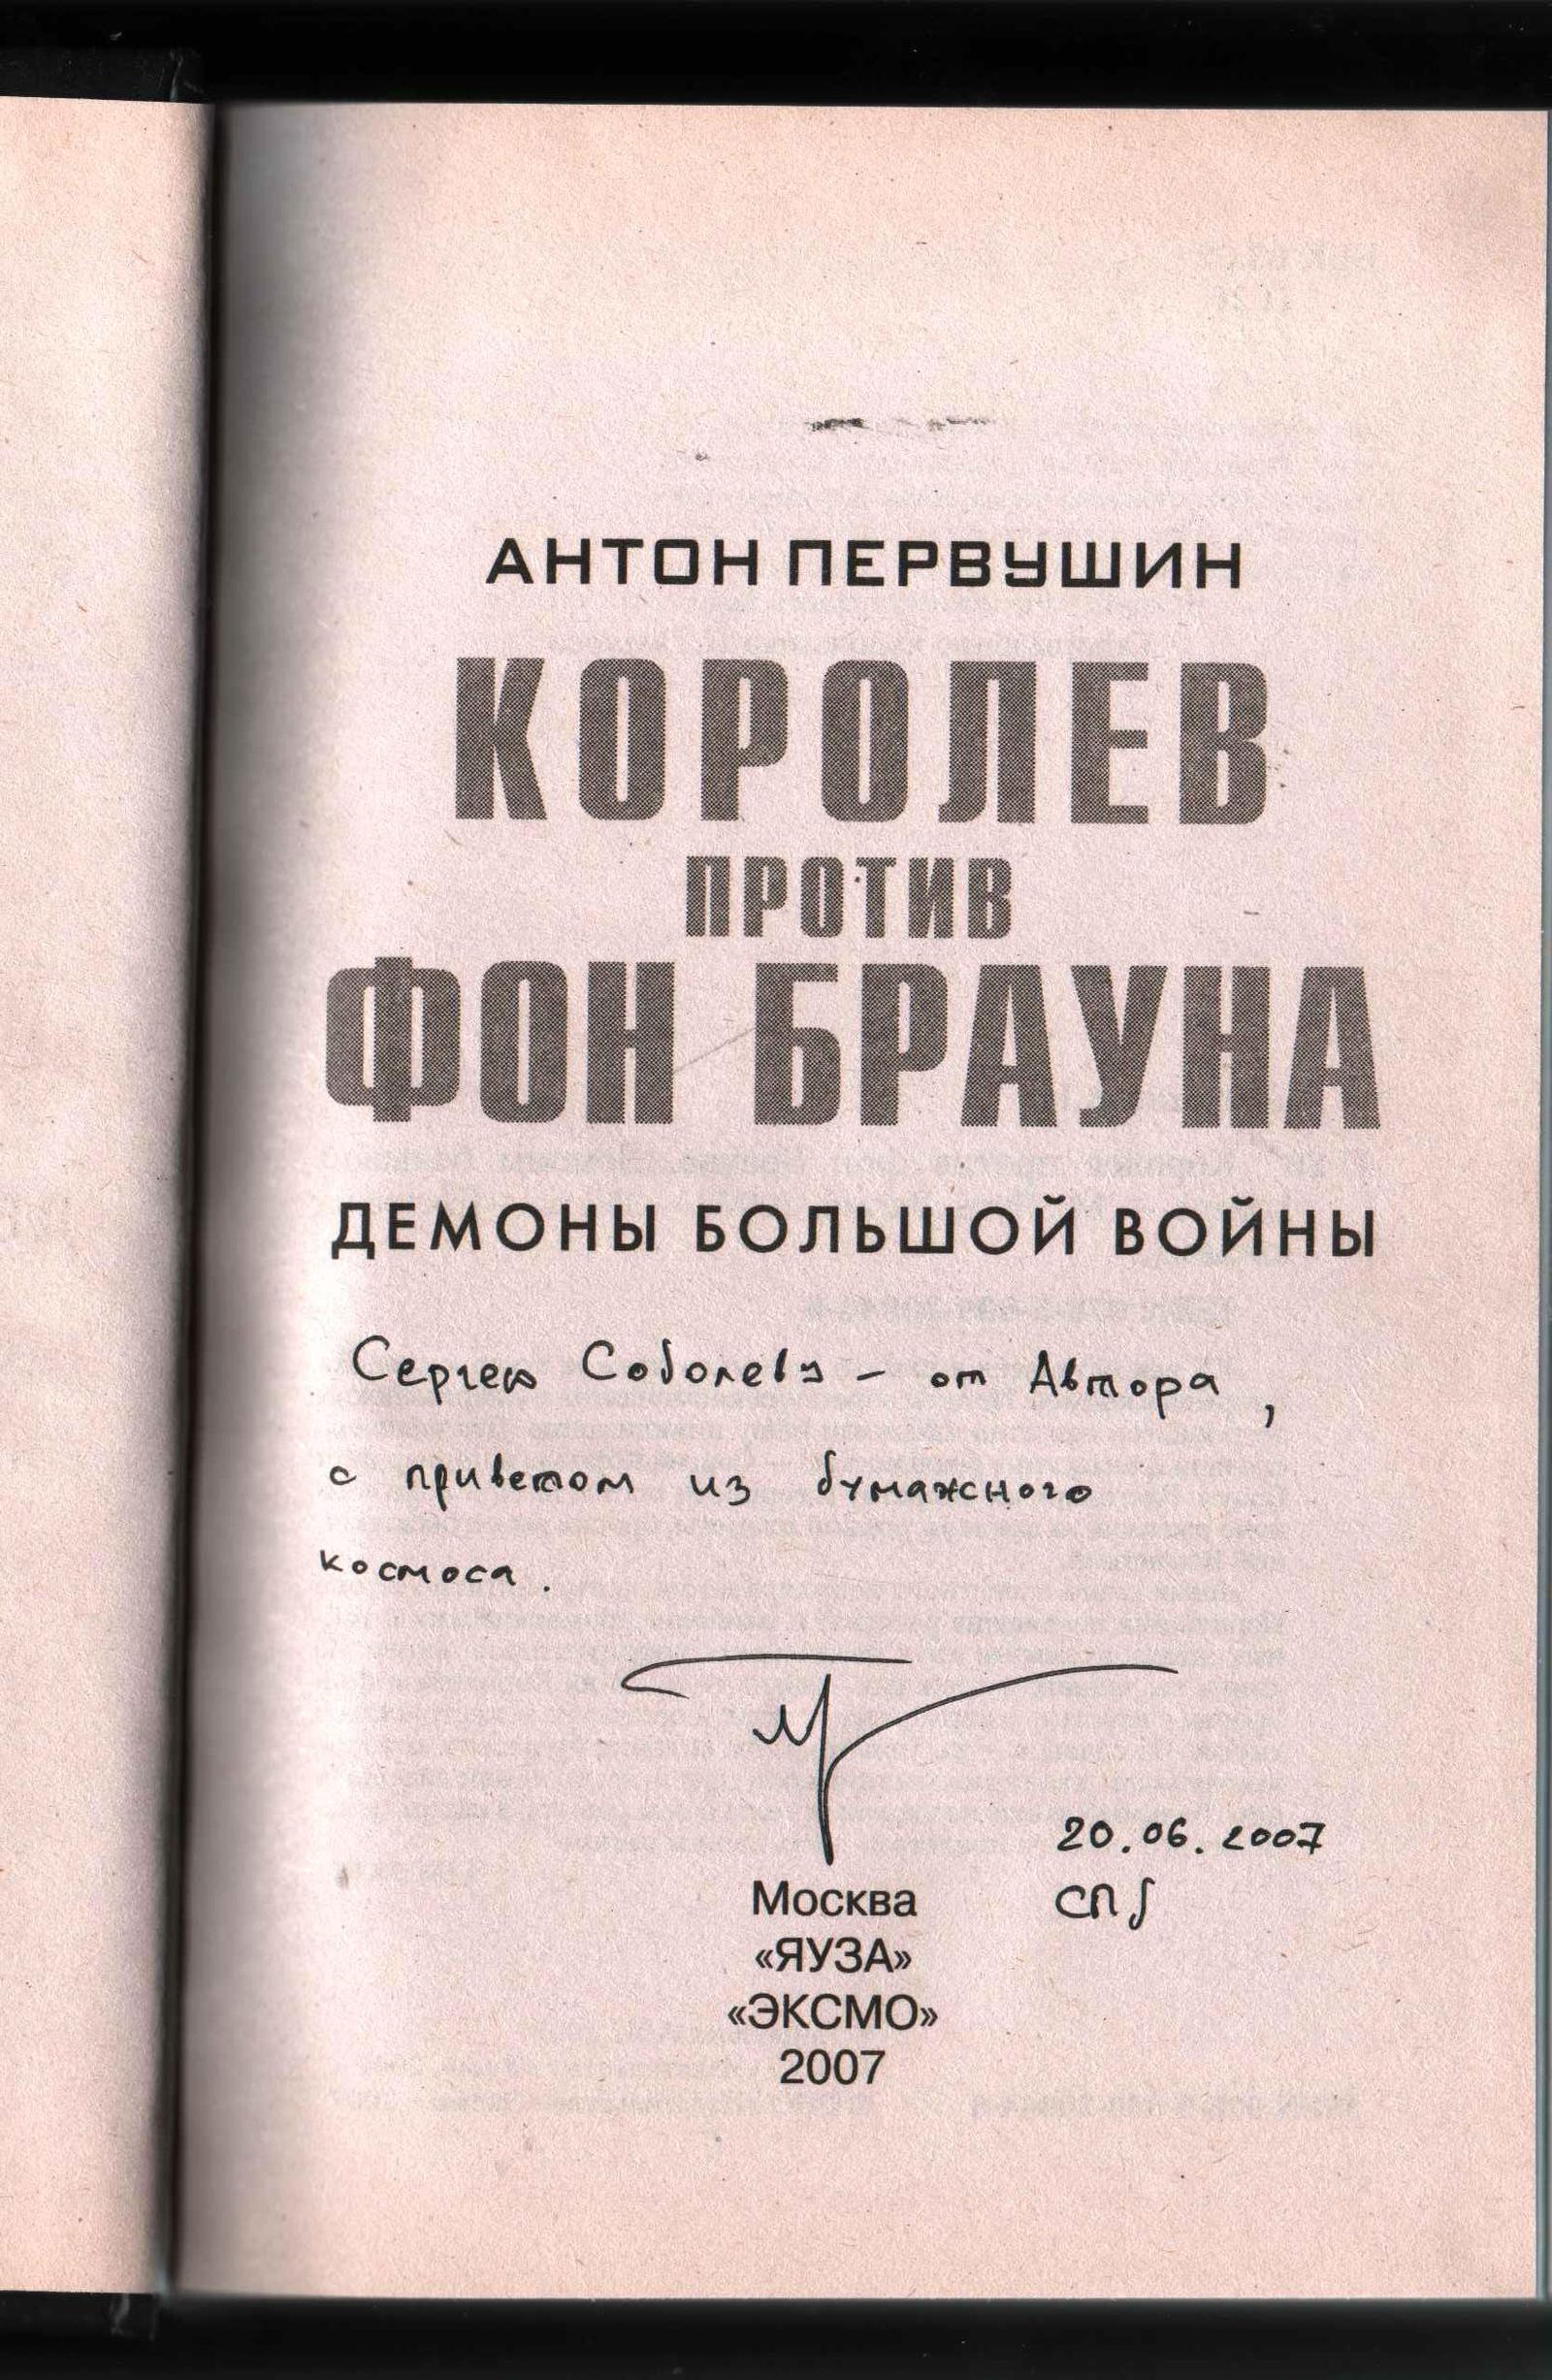 АНТОН ПЕРВУШИН
КОРОЛЕВ
ПРОТИВ
ФОН БРАУНА
ДЕМОНЫ БОЛЬШОЙ ВОЙНЫ
Сергею Соболеву – от Автора,
с приветом из бумажного
космоса.
20.06.2007
СПб
Москва
«ЯУЗА»
«ЭКСМО»
2007